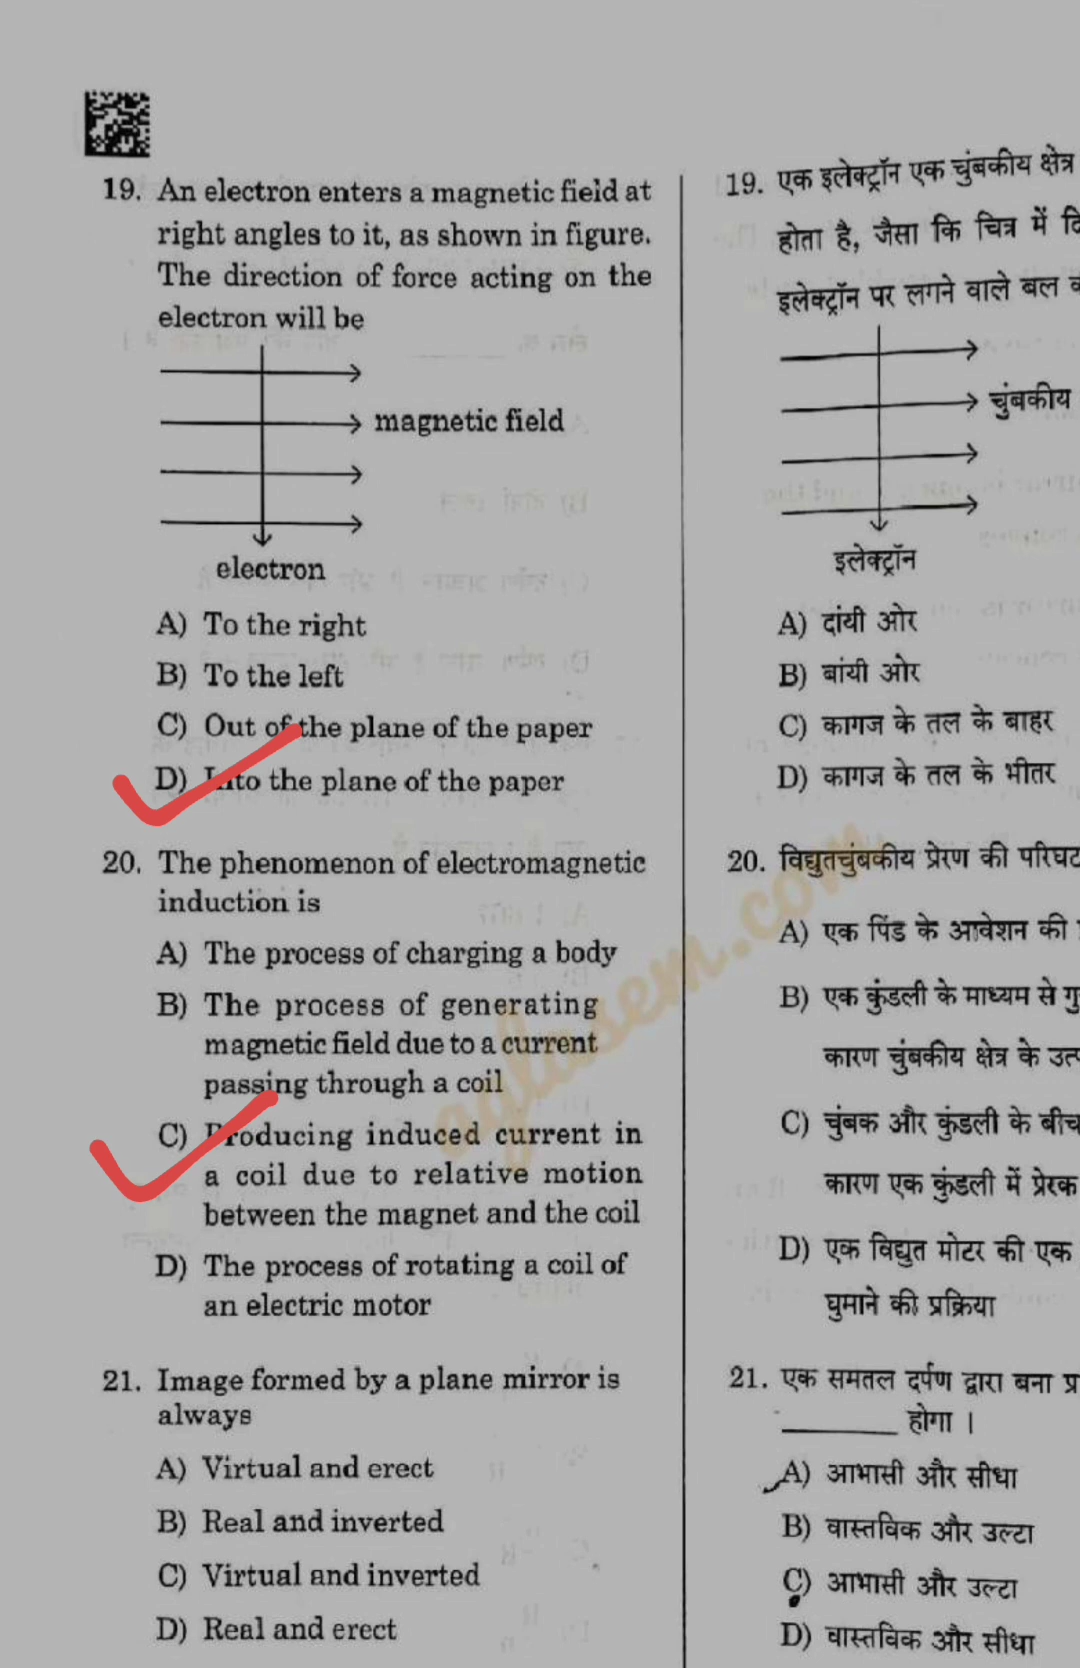 19. An electron enters a magnetic field at
right angles to it, as shown in figure.
The direction of force acting on the
electron will be
magnetic field
electron
A) To the right
B) To the left
C) Out of the plane of the paper
D) Into the plane of the paper
20. The phenomenon of electromagnetic
induction is
A) The process of charging a body
B) The process of generating
magnetic field due to a current
passing through a coil
C) Producing induced current in
a coil due to relative motion
between the magnet and the coil
D) The process of rotating a coil of
an electric motor
21. Image formed by a plane mirror is
always
A) Virtual and erect
B) Real and inverted
C) Virtual and inverted
D) Real and erect
19. एक इलेक्ट्रॉन एक चुंबकीय क्षेत्र
होता है, जैसा कि चित्र में
इलेक्ट्रॉन पर लगने वाले बल
चुंबकीय
इलेक्ट्रॉन
A) दांयी ओर
B) बांयी ओर
C) कागज के तल के बाहर
D) कागज के तल के भीतर
20. विद्युतचुंबकीय प्रेरण की
A) एक पिंड के आवेशन की
B) एक कुंडली के माध्यम से
कारण चुंबकीय क्षेत्र के
C) चुंबक और कुंडली के बीच
कारण एक कुंडली में प्रेरक
D) एक विद्युत मोटर की एक
घुमाने की प्रक्रिया
21. एक समतल दर्पण द्वारा बना
________ होगा ।
A) आभासी और सीधा
B) वास्तविक और उल्टा
C) आभासी और उल्टा
D) वास्तविक और सीधा
aglasem.com